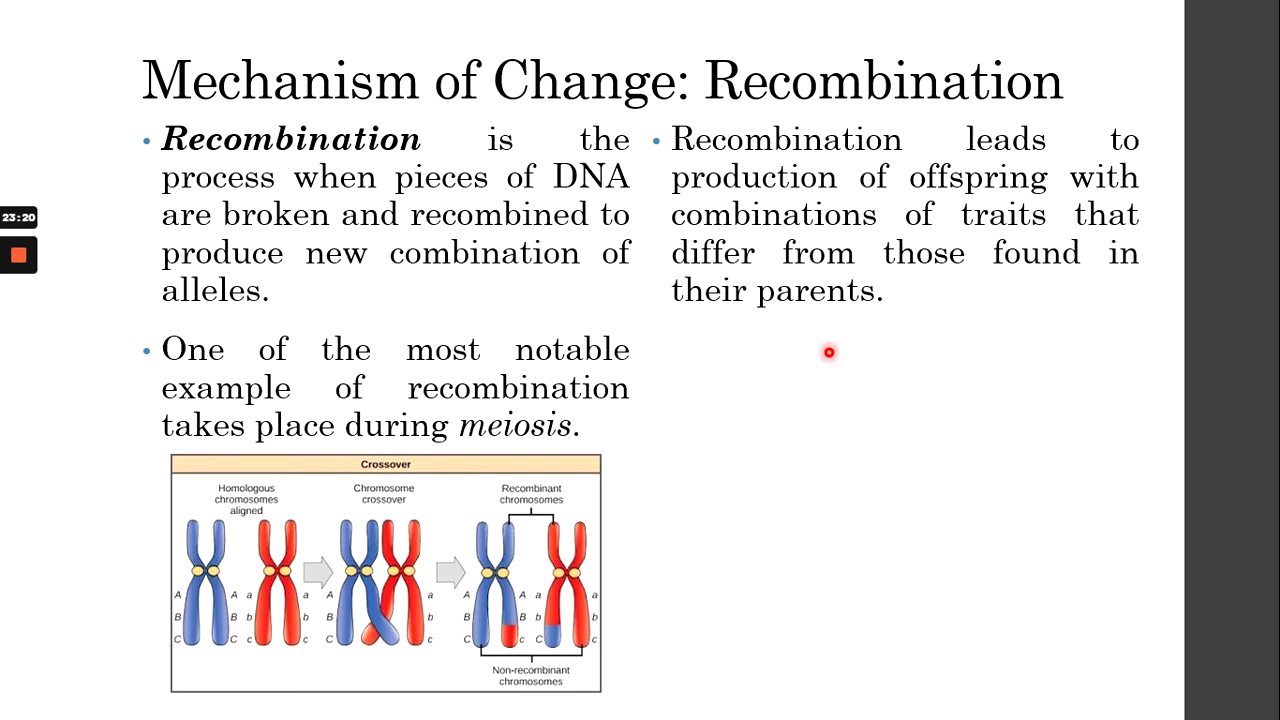 Mechanism of Change: Recombination
• Recombination is the
process when pieces of DNA
are broken and recombined to
produce new combination of
alleles.
• One of the most notable
example of recombination
takes place during meiosis.
• Recombination leads to
production of offspring with
combinations of traits that
differ from those found in
their parents.
23:20
Crossover
Homologous
chromosomes
aligned
Chromosome
crossover
Recombinant
chromosomes
A A a a A a A A a a
B B b b B b B B b b
C C c c C c C c C c
Non-recombinant
chromosomes